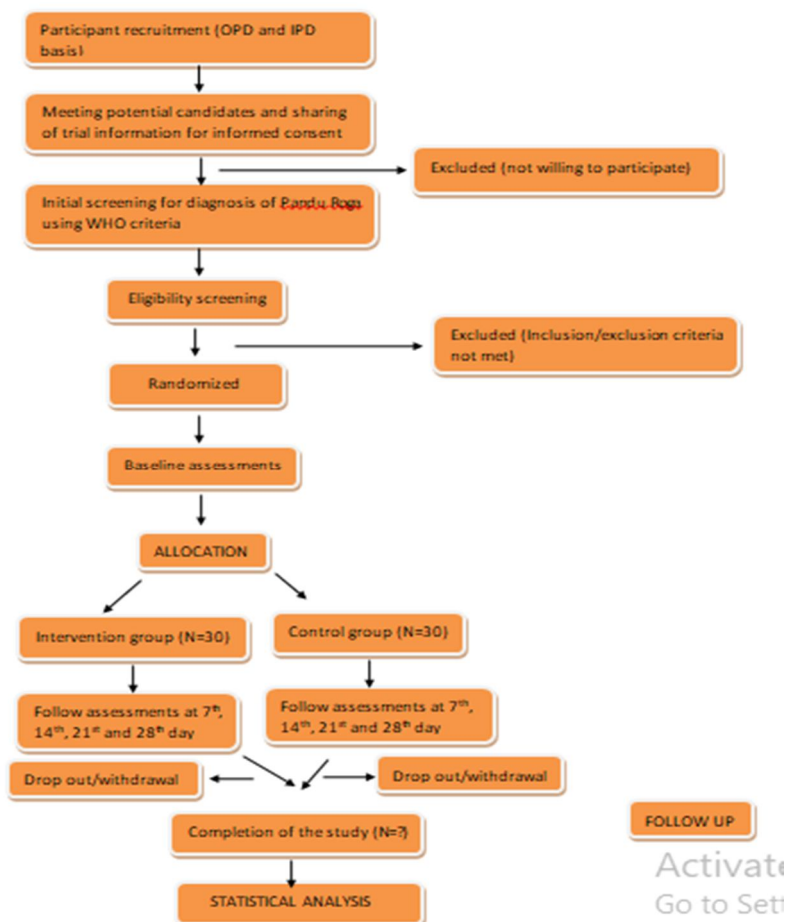 Participant recruitment (OPD and IPD
basis)
Meeting potential candidates and sharing
of trial information for informed consent
Excluded (not willing to participate)
Initial screening for diagnosis of Pandu Roga
using WHO criteria
Eligibility screening
Excluded (Inclusion/exclusion criteria
not met)
Randomized
Baseline assessments
ALLOCATION
Intervention group (N=30)
Control group (N=30)
Follow assessments at 7th,
14th, 21st and 28th day
Follow assessments at 7th,
14th, 21st and 28th day
Drop out/withdrawal
Drop out/withdrawal
Completion of the study (N=?)
FOLLOW UP
STATISTICAL ANALYSIS
Activate
Go to Sett